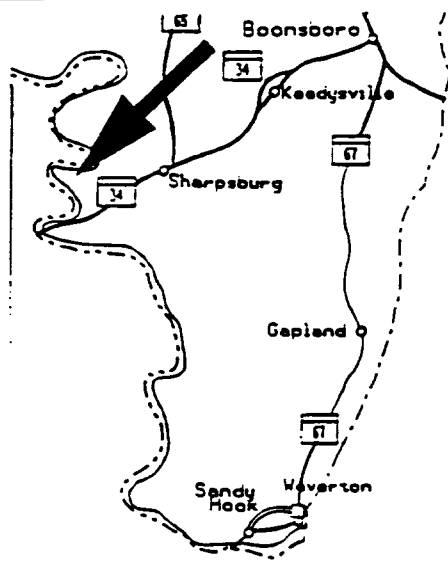 65
Boonsboro
34
Keedysville
67
Sharpsburg
34
Gapland
67
Sandy
Hook
Weverton